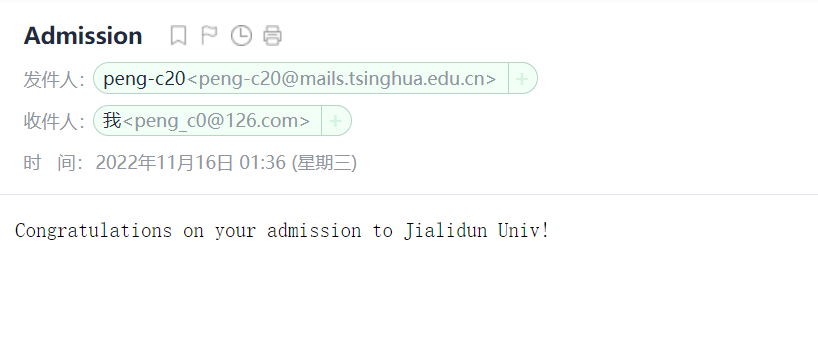 Admission
发件人：peng-c20<peng-c20@mails.tsinghua.edu.cn> +
收件人：我<peng_c0@126.com> +
时 间：2022年11月16日 01:36 (星期三)
Congratulations on your admission to Jialidun Univ!